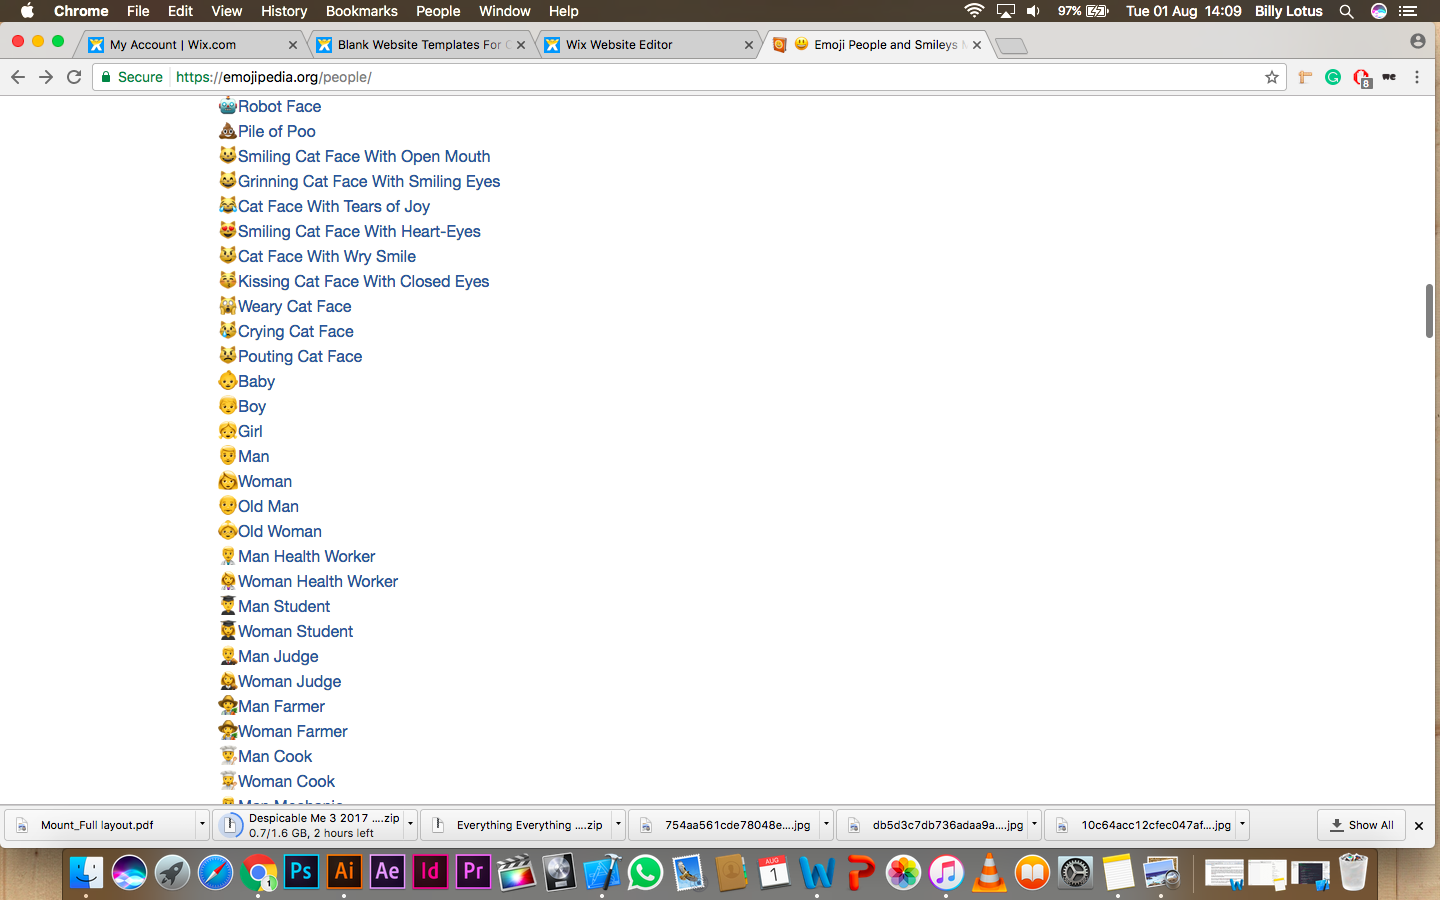 Chrome File Edit View History Bookmarks People Window Help 97% Tue 01 Aug 14:09 Billy Lotus
My Account | Wix.com Blank Website Templates For Wix Website Editor 😃 Emoji People and Smileys
Secure https://emojipedia.org/people/ 8
🤖Robot Face
💩Pile of Poo
😺Smiling Cat Face With Open Mouth
😸Grinning Cat Face With Smiling Eyes
😹Cat Face With Tears of Joy
😻Smiling Cat Face With Heart-Eyes
😼Cat Face With Wry Smile
😽Kissing Cat Face With Closed Eyes
🙀Weary Cat Face
😿Crying Cat Face
😾Pouting Cat Face
👶Baby
👦Boy
👧Girl
👨Man
👩Woman
👴Old Man
👵Old Woman
👨‍⚕️Man Health Worker
👩‍⚕️Woman Health Worker
👨‍🎓Man Student
👩‍🎓Woman Student
👨‍⚖️Man Judge
👩‍⚖️Woman Judge
👨‍🌾Man Farmer
👩‍🌾Woman Farmer
👨‍🍳Man Cook
👩‍🍳Woman Cook
👨‍🔧Man Mechanic
Mount_Full layout.pdf Despicable Me 3 2017 ....zip Everything Everything ....zip 754aa561cde78048e....jpg db5d3c7db736adaa9a....jpg 10c64acc12cfec047af....jpg Show All
0.7/1.6 GB, 2 hours left
1 Ps Ai Ae Id Pr AUG 1